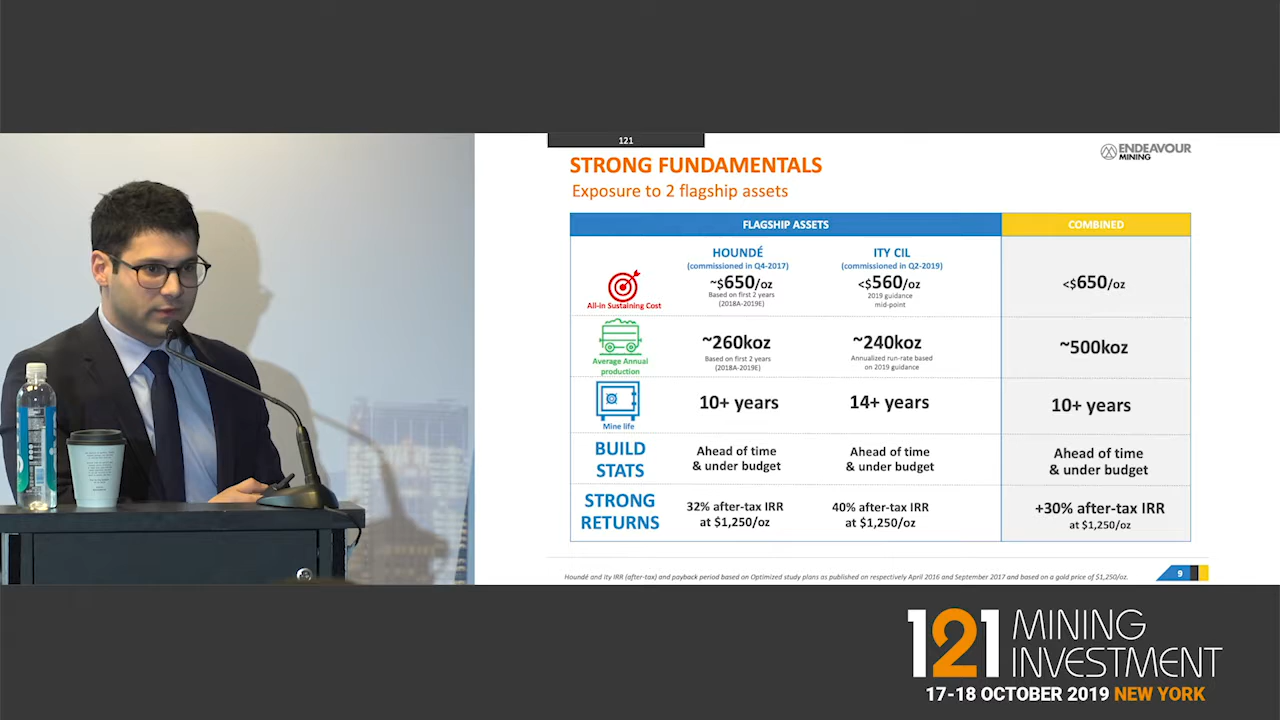 121
STRONG FUNDAMENTALS
Exposure to 2 flagship assets
ENDEAVOUR
MINING
FLAGSHIP ASSETS
COMBINED
HOUNDÉ
(commissioned in Q4-2017)
ITY CIL
(commissioned in Q2-2019)
All-in Sustaining Cost
~$650/oz
Based on first 2 years
(2018A-2019E)
<$560/oz
2019 guidance
mid-point
<$650/oz
Average Annual
production
~260koz
Based on first 2 years
(2018A-2019E)
~240koz
Annualized run-rate based
on 2019 guidance
~500koz
Mine life
10+ years
14+ years
10+ years
BUILD
STATS
Ahead of time
& under budget
Ahead of time
& under budget
Ahead of time
& under budget
STRONG
RETURNS
32% after-tax IRR
at $1,250/oz
40% after-tax IRR
at $1,250/oz
+30% after-tax IRR
at $1,250/oz
Houndé and Ity IRR (after-tax) and payback period based on Optimized study plans as published on respectively April 2016 and September 2017 and based on a gold price of $1,250/oz.
9
121 MINING
INVESTMENT
17-18 OCTOBER 2019 NEW YORK